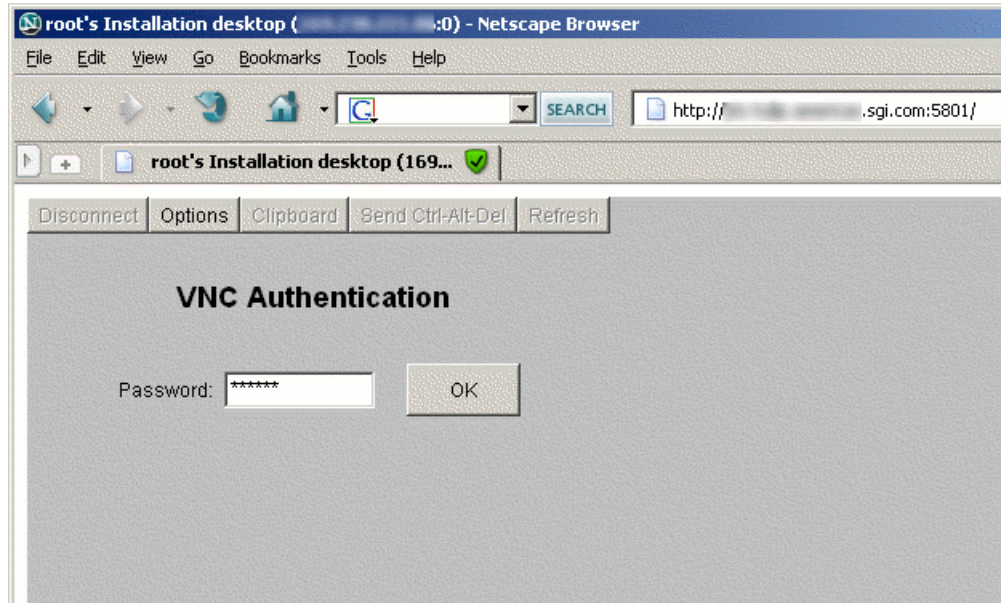 root's Installation desktop ( :0) - Netscape Browser
File Edit View Go Bookmarks Tools Help
SEARCH http:// .sgi.com:5801/
root's Installation desktop (169...
Disconnect Options Clipboard Send Ctrl-Alt-Del Refresh
VNC Authentication
Password: ****** OK